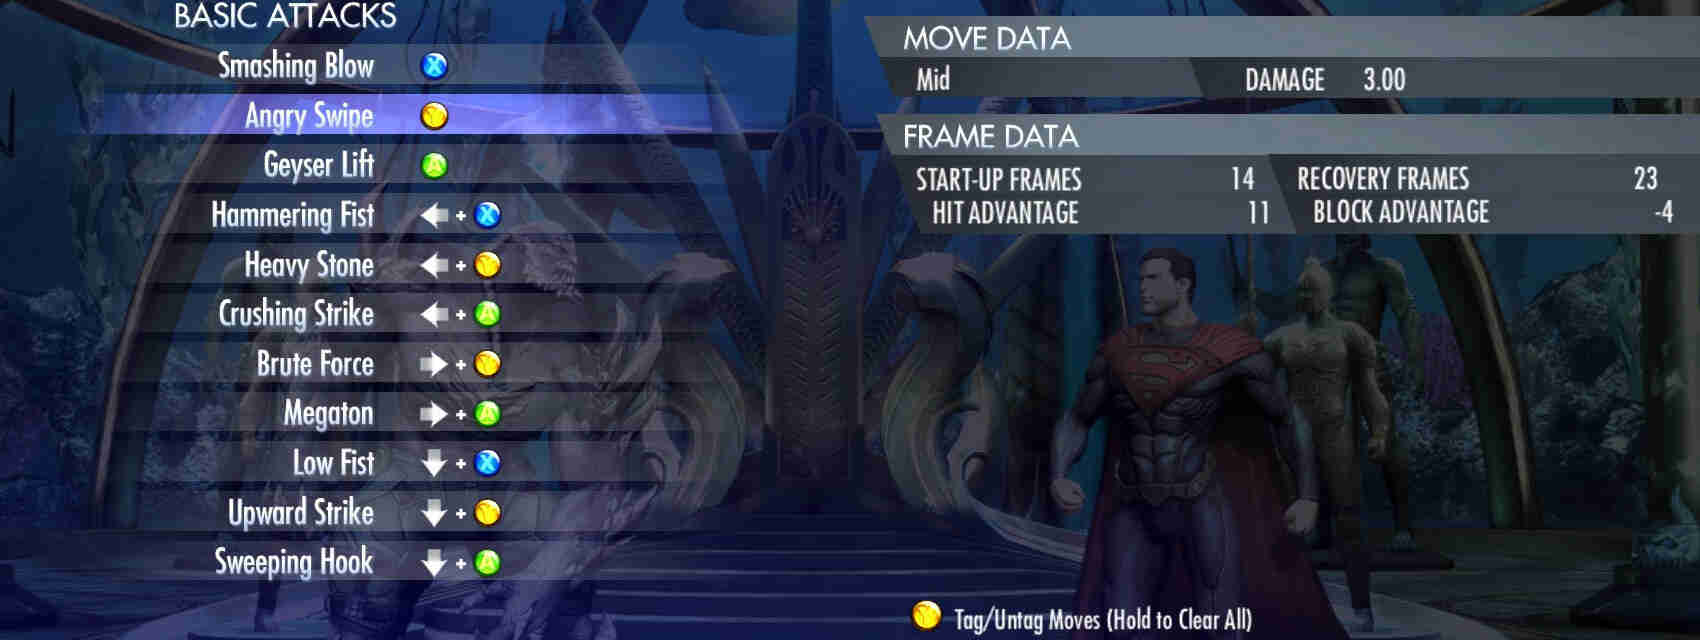 BASIC ATTACKS
Smashing Blow X
Angry Swipe Y
Geyser Lift A
Hammering Fist + X
Heavy Stone + Y
Crushing Strike + A
Brute Force + Y
Megaton + A
Low Fist + X
Upward Strike + Y
Sweeping Hook + A
MOVE DATA
Mid DAMAGE 3.00
FRAME DATA
START-UP FRAMES 14 RECOVERY FRAMES 23
HIT ADVANTAGE 11 BLOCK ADVANTAGE -4
Y Tag/Untag Moves (Hold to Clear All)